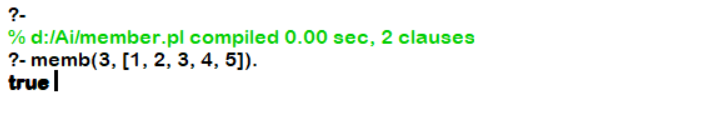 ?-
% d:/Ai/member.pl compiled 0.00 sec, 2 clauses
?- memb(3, [1, 2, 3, 4, 5]).
true